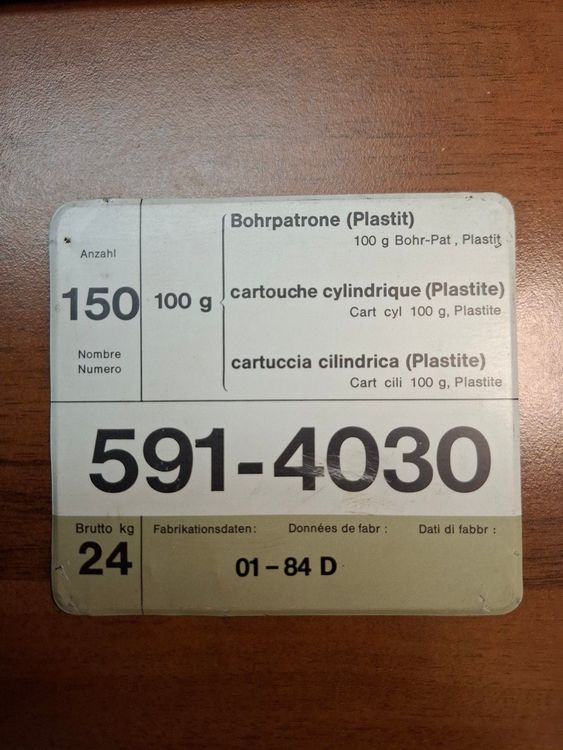 Anzahl
150
Nombre
Numero
100 g
Bohrpatrone (Plastit)
100 g Bohr-Pat , Plastit
cartouche cylindrique (Plastite)
Cart cyl 100 g, Plastite
cartuccia cilindrica (Plastite)
Cart cili 100 g, Plastite
591-4030
Brutto kg
24
Fabrikationsdaten: Données de fabr : Dati di fabbr :
01 – 84 D